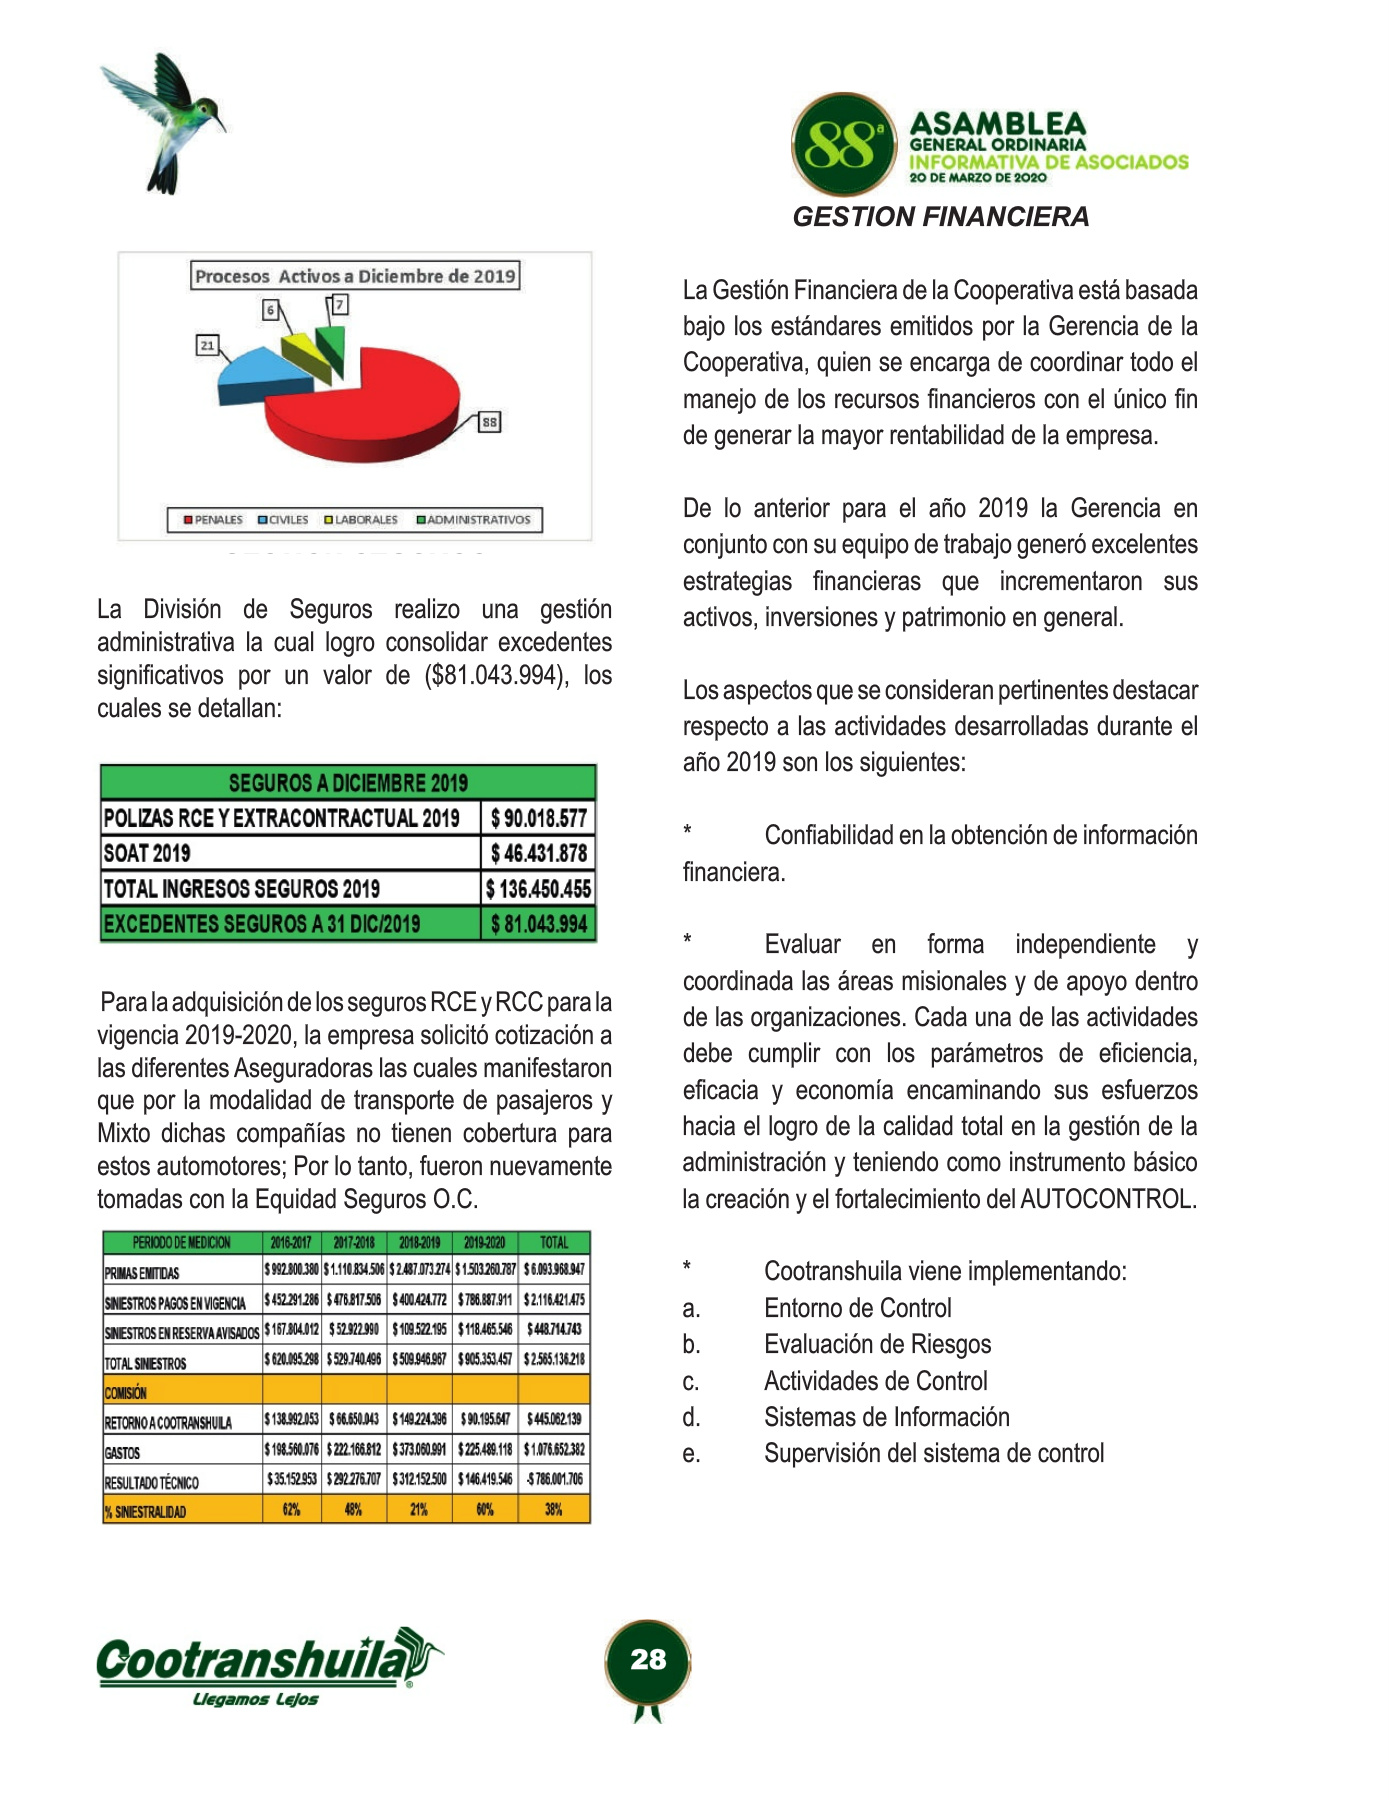 88ª
ASAMBLEA
GENERAL ORDINARIA
INFORMATIVA DE ASOCIADOS
20 DE MARZO DE 2020
Procesos Activos a Diciembre de 2019
6
7
21
88
PENALES CIVILES LABORALES ADMINISTRATIVOS
La División de Seguros realizo una gestión
administrativa la cual logro consolidar excedentes
significativos por un valor de ($81.043.994), los
cuales se detallan:
SEGUROS A DICIEMBRE 2019
POLIZAS RCE Y EXTRACONTRACTUAL 2019 $ 90.018.577
SOAT 2019 $ 46.431.878
TOTAL INGRESOS SEGUROS 2019 $ 136.450.455
EXCEDENTES SEGUROS A 31 DIC/2019 $ 81.043.994
Para la adquisición de los seguros RCE y RCC para la
vigencia 2019-2020, la empresa solicitó cotización a
las diferentes Aseguradoras las cuales manifestaron
que por la modalidad de transporte de pasajeros y
Mixto dichas compañías no tienen cobertura para
estos automotores; Por lo tanto, fueron nuevamente
tomadas con la Equidad Seguros O.C.
PERIODO DE MEDICION 2016-2017 2017-2018 2018-2019 2019-2020 TOTAL
PRIMAS EMITIDAS $ 992.800.380 $ 1.110.834.506 $ 2.487.073.274 $ 1.503.260.787 $ 6.093.968.947
SINIESTROS PAGOS EN VIGENCIA $ 452.291.286 $ 476.817.506 $ 400.424.772 $ 786.887.911 $ 2.116.421.475
SINIESTROS EN RESERVA AVISADOS $ 167.804.012 $ 52.922.990 $ 109.522.195 $ 118.465.546 $ 448.714.743
TOTAL SINIESTROS $ 620.095.298 $ 529.740.496 $ 509.946.967 $ 905.353.457 $ 2.565.136.218
COMISIÓN
RETORNO A COOTRANSHUILA $ 138.992.053 $ 66.650.043 $ 149.224.396 $ 90.195.647 $ 445.062.139
GASTOS $ 198.560.076 $ 222.166.812 $ 373.060.991 $ 225.489.118 $ 1.076.652.382
RESULTADO TÉCNICO $ 35.152.953 $ 292.276.707 $ 312.152.500 $ 146.419.546 -$ 786.001.706
% SINIESTRALIDAD 62% 48% 21% 60% 38%
GESTION FINANCIERA
La Gestión Financiera de la Cooperativa está basada
bajo los estándares emitidos por la Gerencia de la
Cooperativa, quien se encarga de coordinar todo el
manejo de los recursos financieros con el único fin
de generar la mayor rentabilidad de la empresa.
De lo anterior para el año 2019 la Gerencia en
conjunto con su equipo de trabajo generó excelentes
estrategias financieras que incrementaron sus
activos, inversiones y patrimonio en general.
Los aspectos que se consideran pertinentes destacar
respecto a las actividades desarrolladas durante el
año 2019 son los siguientes:
* Confiabilidad en la obtención de información
financiera.
* Evaluar en forma independiente y
coordinada las áreas misionales y de apoyo dentro
de las organizaciones. Cada una de las actividades
debe cumplir con los parámetros de eficiencia,
eficacia y economía encaminando sus esfuerzos
hacia el logro de la calidad total en la gestión de la
administración y teniendo como instrumento básico
la creación y el fortalecimiento del AUTOCONTROL.
* Cootranshuila viene implementando:
a. Entorno de Control
b. Evaluación de Riesgos
c. Actividades de Control
d. Sistemas de Información
e. Supervisión del sistema de control
Cootranshuila
Llegamos Lejos
28